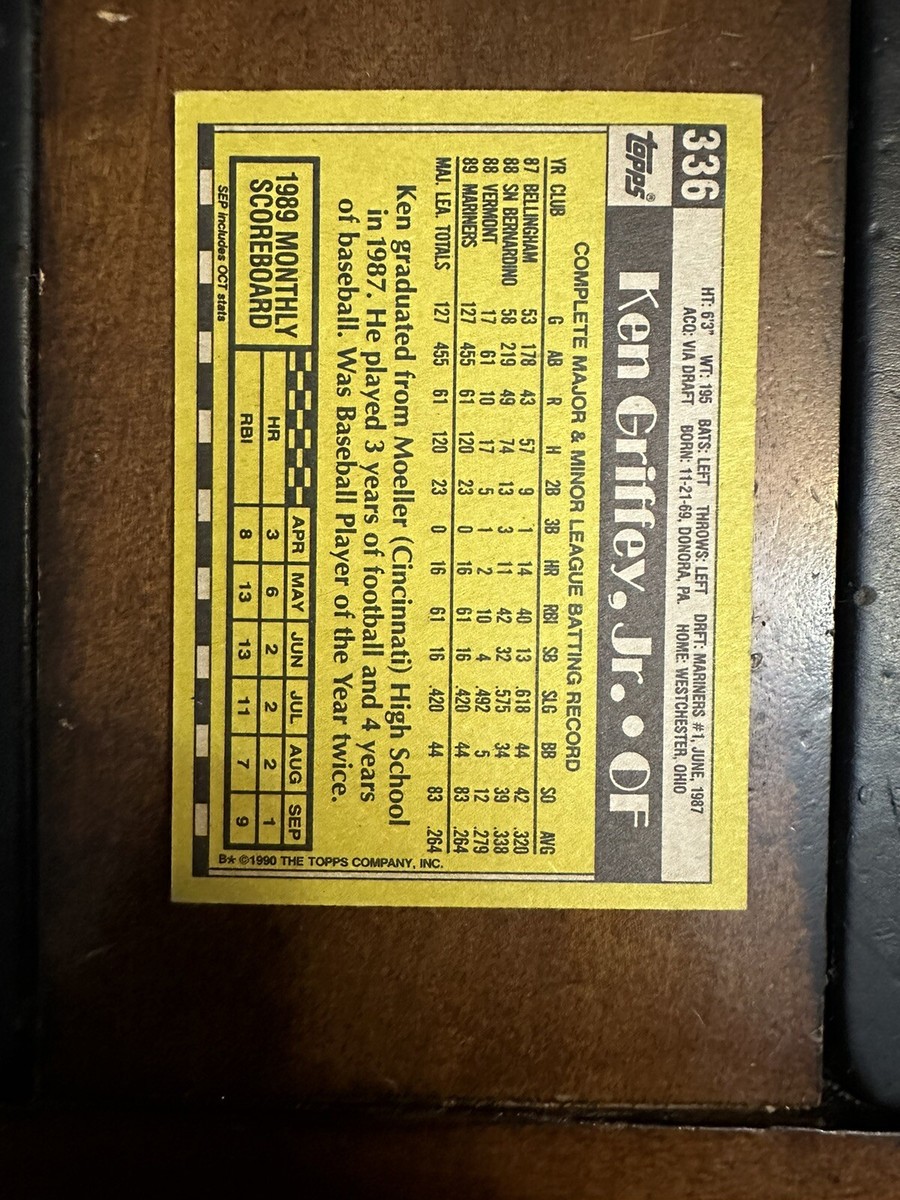 336
HT: 6'3" WT: 195 BATS: LEFT THROWS: LEFT DRFT: MARINERS #1, JUNE, 1987
ACQ: VIA DRAFT BORN: 11-21-69, DONORA, PA. HOME: WESTCHESTER, OHIO
topps®
Ken Griffey, Jr. • OF
COMPLETE MAJOR & MINOR LEAGUE BATTING RECORD
YR CLUB G AB R H 2B 3B HR RBI SB SLG BB SO AVG
87 BELLINGHAM 53 178 43 57 9 1 14 40 13 .618 44 42 .320
88 SN BERNARDINO 58 219 49 74 13 3 11 42 32 .575 34 39 .338
88 VERMONT 17 61 10 17 5 1 2 10 4 .492 5 12 .279
89 MARINERS 127 455 61 120 23 0 16 61 16 .420 44 83 .264
MAJ. LEA. TOTALS 127 455 61 120 23 0 16 61 16 .420 44 83 .264
Ken graduated from Moeller (Cincinnati) High School
in 1987. He played 3 years of football and 4 years
of baseball. Was Baseball Player of the Year twice.
1989 MONTHLY
SCOREBOARD
APR MAY JUN JUL AUG SEP
HR 3 6 2 2 2 1
RBI 8 13 13 11 7 9
SEP includes OCT stats
B* ©1990 THE TOPPS COMPANY, INC.